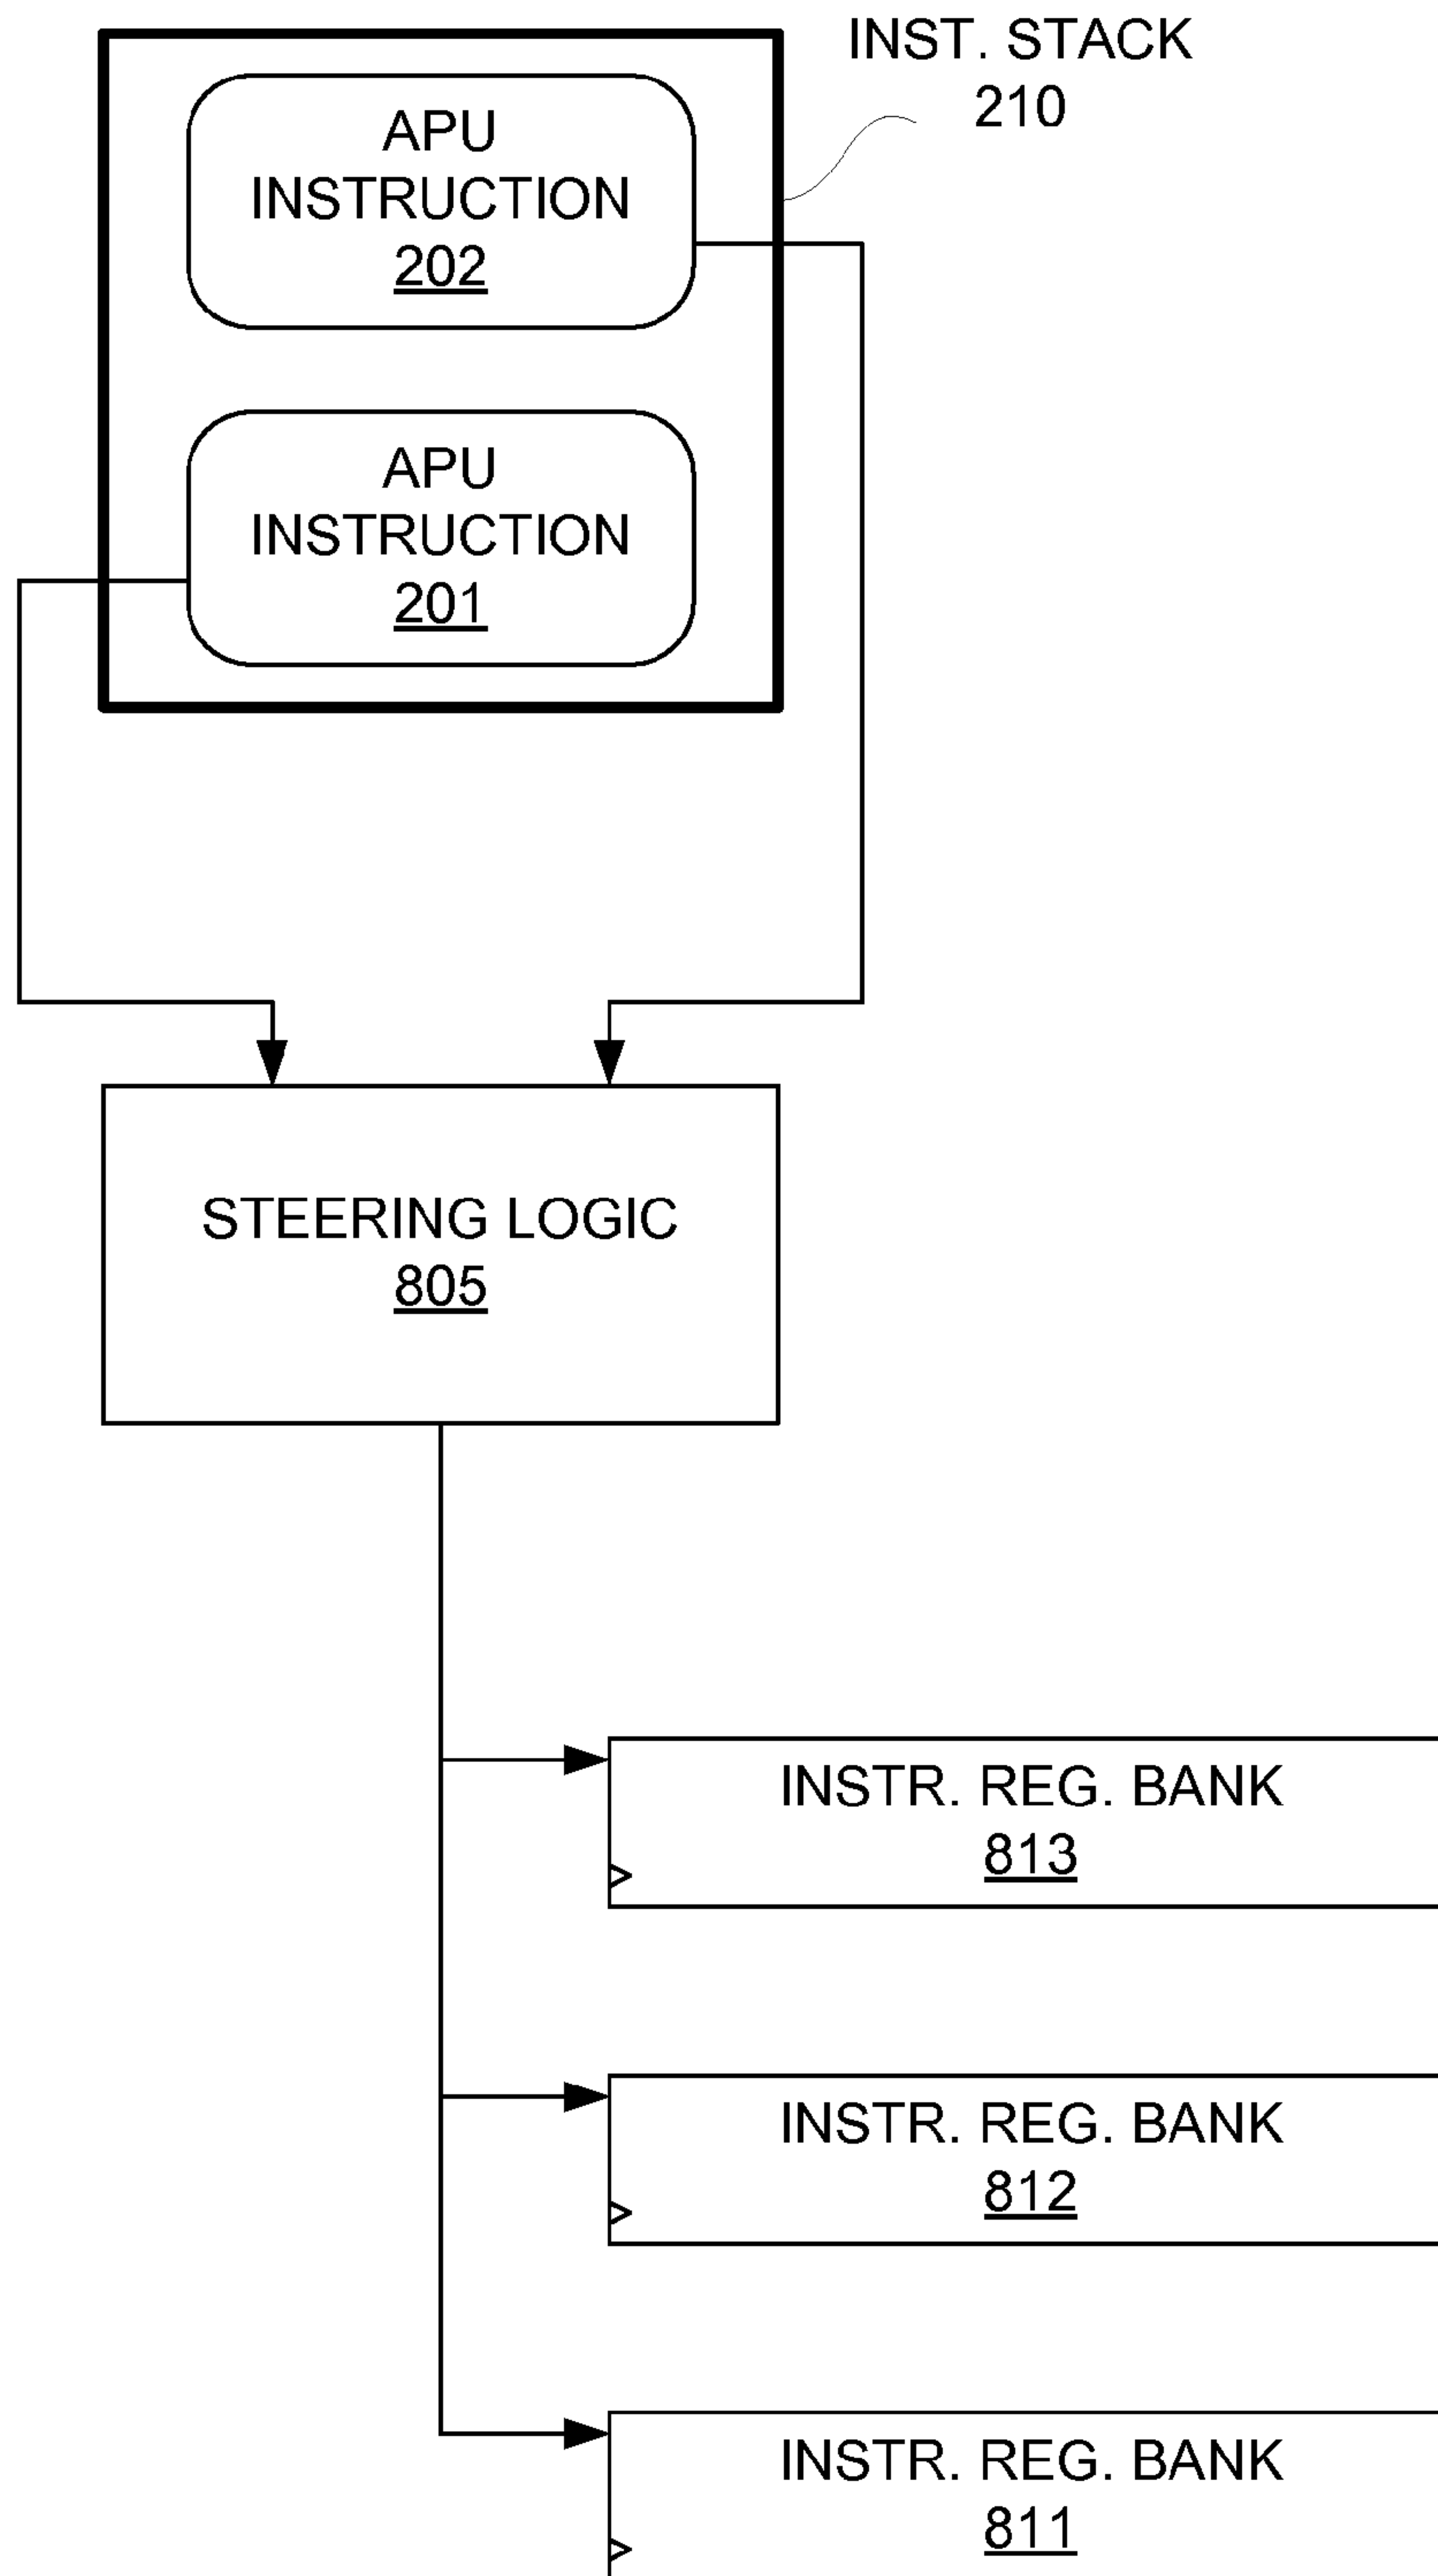 INST. STACK
210
APU
INSTRUCTION
202
APU
INSTRUCTION
201
STEERING LOGIC
805
INSTR. REG. BANK
813
INSTR. REG. BANK
812
INSTR. REG. BANK
811